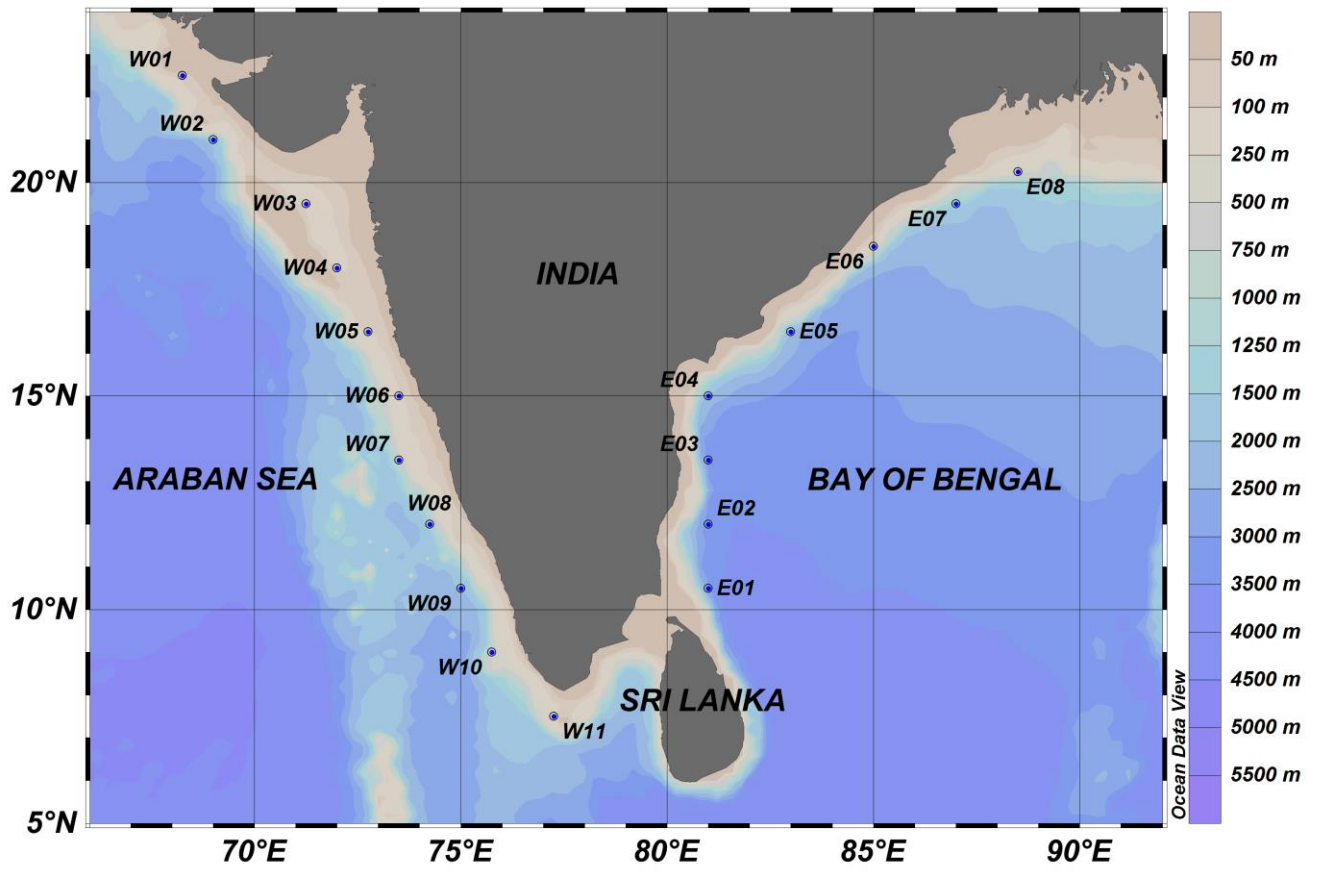 W01
W02
W03
W04
W05
W06
W07
W08
W09
W10
W11
E01
E02
E03
E04
E05
E06
E07
E08
INDIA
ARABAN SEA
BAY OF BENGAL
SRI LANKA
20°N
15°N
10°N
5°N
70°E
75°E
80°E
85°E
90°E
50 m
100 m
250 m
500 m
750 m
1000 m
1250 m
1500 m
2000 m
2500 m
3000 m
3500 m
4000 m
4500 m
5000 m
5500 m
Ocean Data View